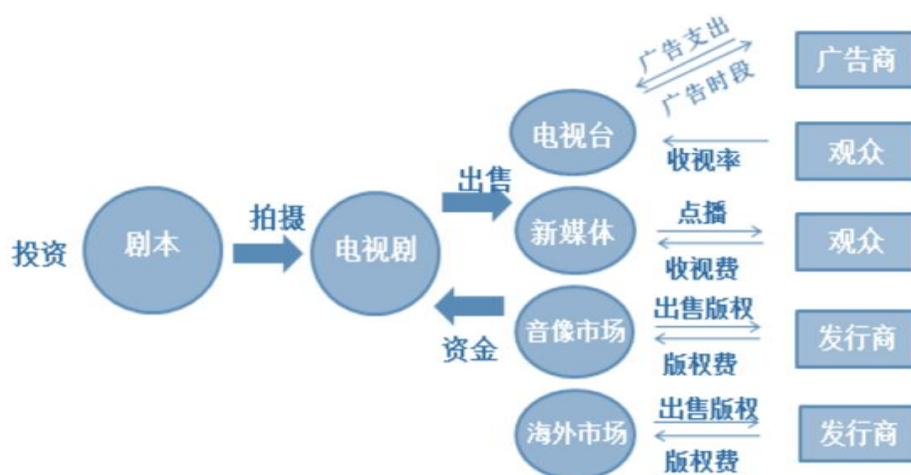 投资
剧本
拍摄
电视剧
出售
资金
电视台
广告支出
广告时段
广告商
收视率
观众
新媒体
点播
收视费
观众
音像市场
出售版权
版权费
发行商
海外市场
出售版权
版权费
发行商